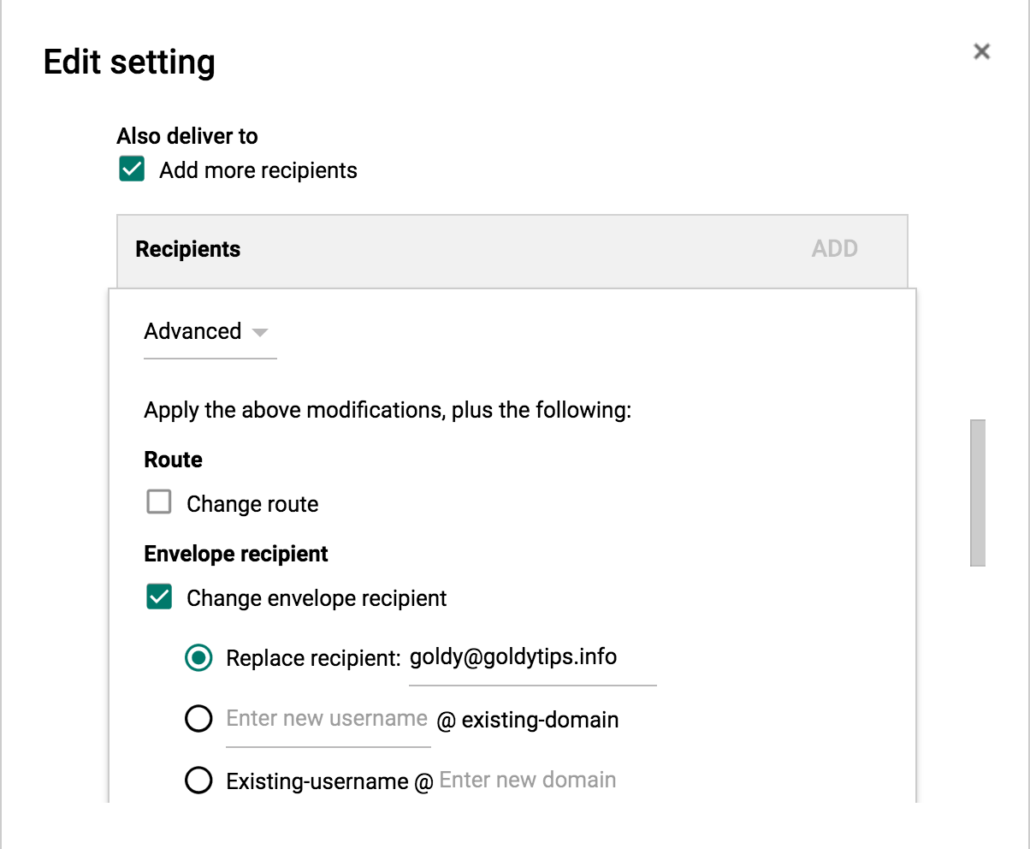 Edit setting
Also deliver to
Add more recipients
Recipients ADD
Advanced
Apply the above modifications, plus the following:
Route
Change route
Envelope recipient
Change envelope recipient
Replace recipient: goldy@goldytips.info
Enter new username @ existing-domain
Existing-username @ Enter new domain